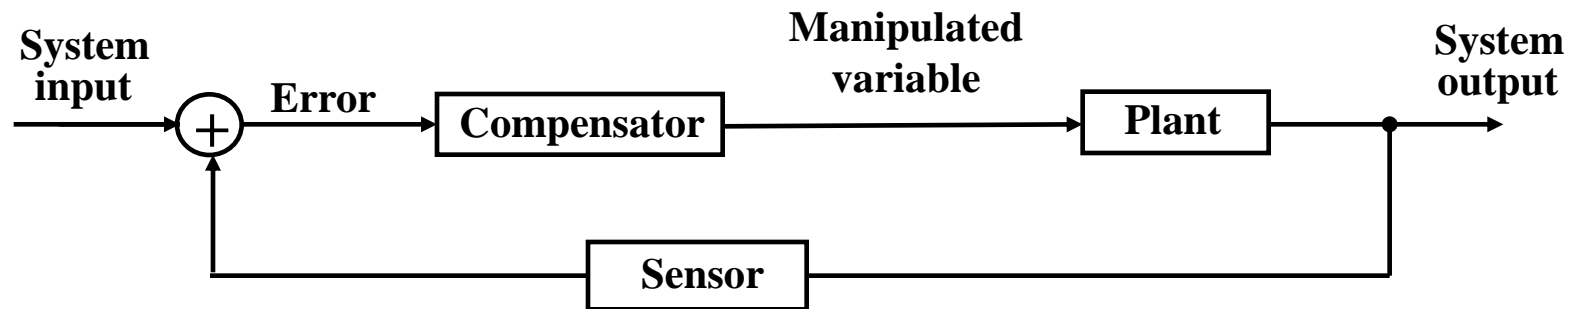 System
input
+
Error
Compensator
Manipulated
variable
Plant
System
output
Sensor